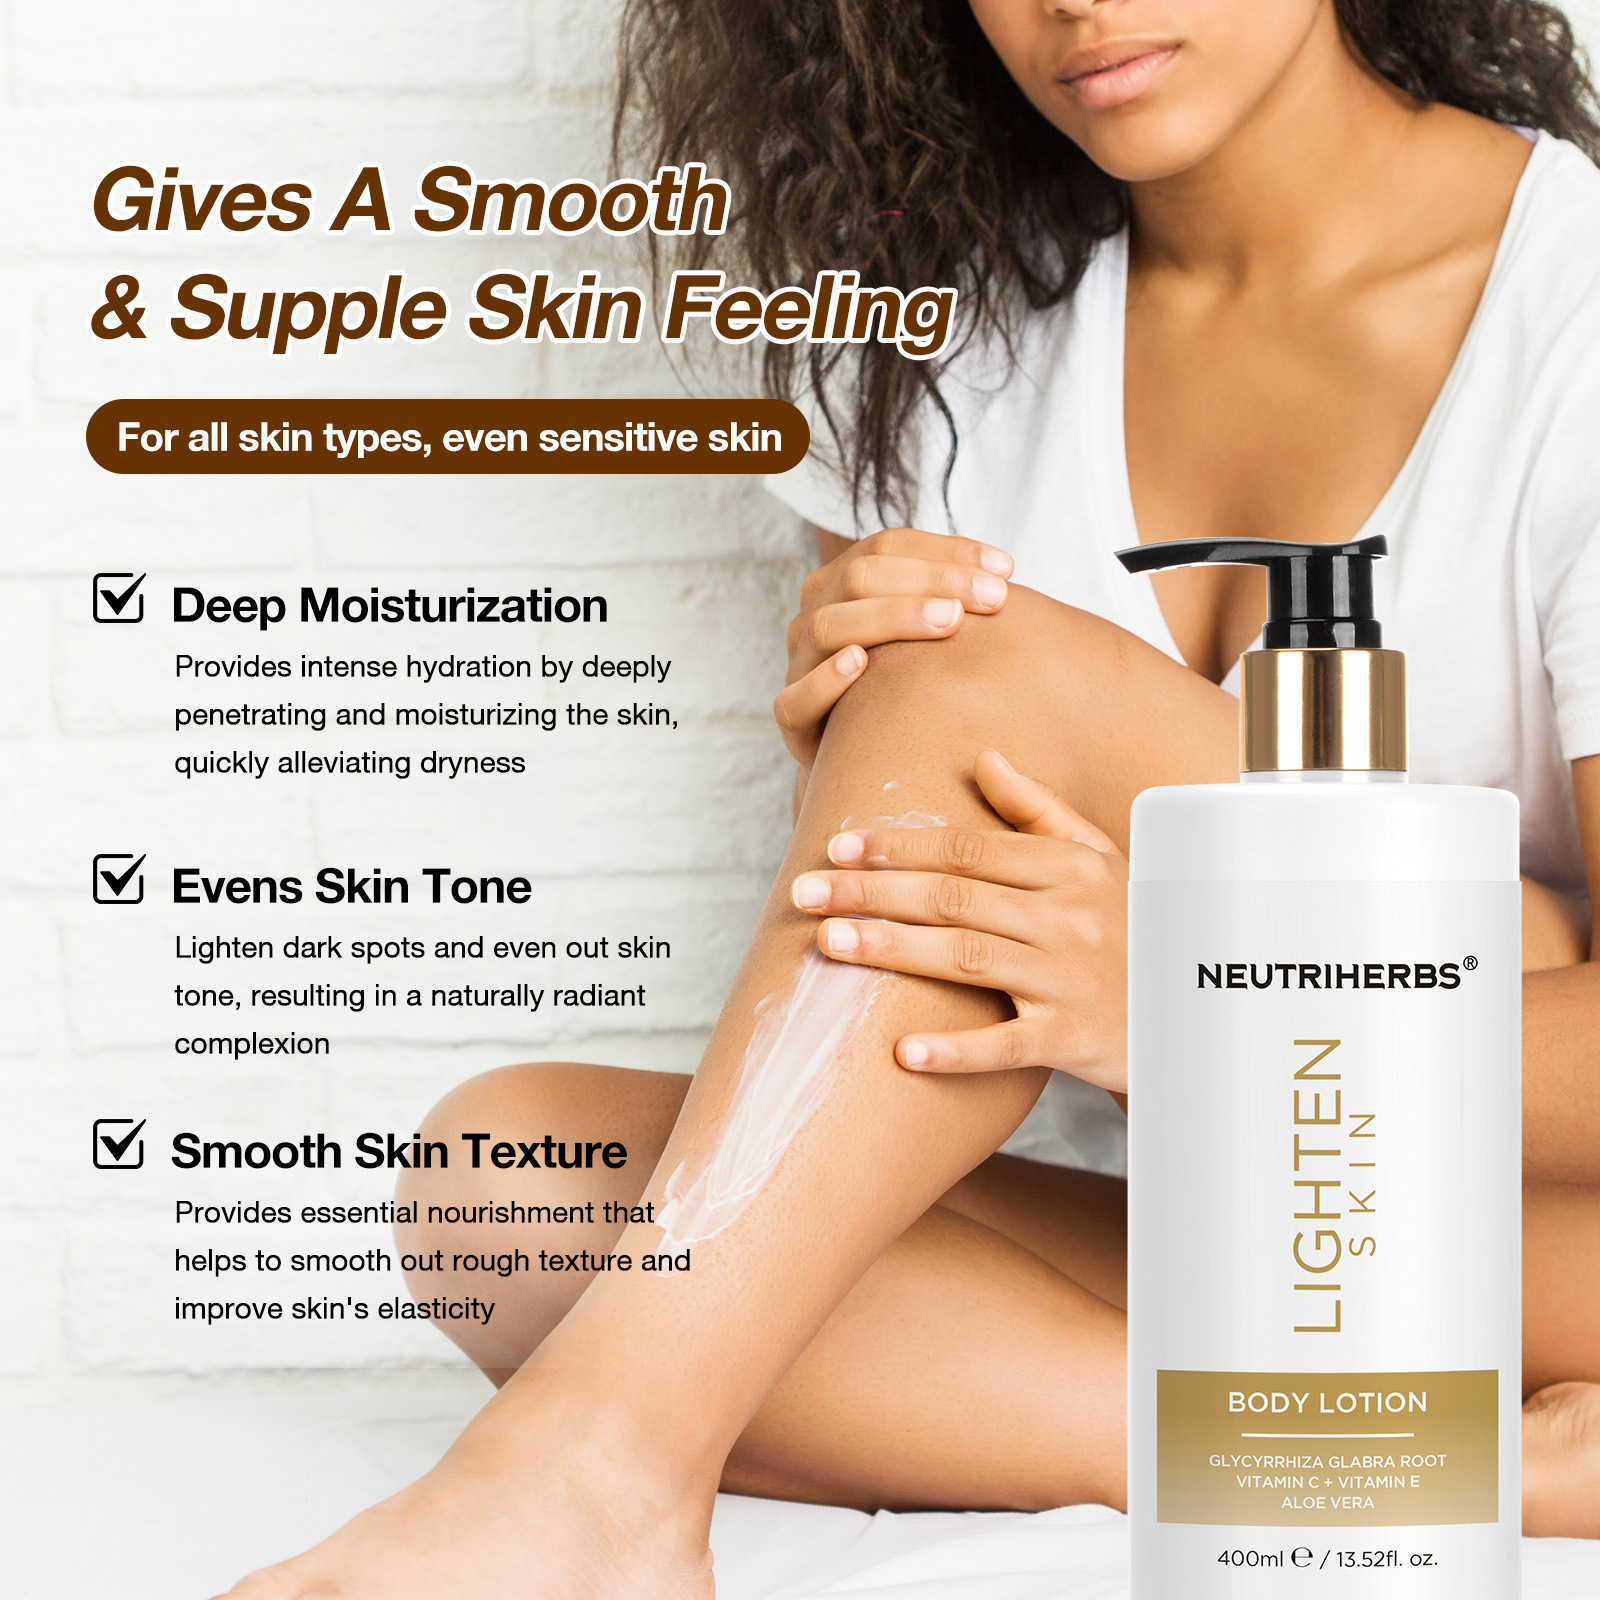 Gives A Smooth
& Supple Skin Feeling
For all skin types, even sensitive skin
Deep Moisturization
Provides intense hydration by deeply
penetrating and moisturizing the skin,
quickly alleviating dryness
Evens Skin Tone
Lighten dark spots and even out skin
tone, resulting in a naturally radiant
complexion
Smooth Skin Texture
Provides essential nourishment that
helps to smooth out rough texture and
improve skin's elasticity
NEUTRIHERBS®
LIGHTEN
SKIN
BODY LOTION
GLYCYRRHIZA GLABRA ROOT
VITAMIN C + VITAMIN E
ALOE VERA
400ml ℮ / 13.52fl. oz.